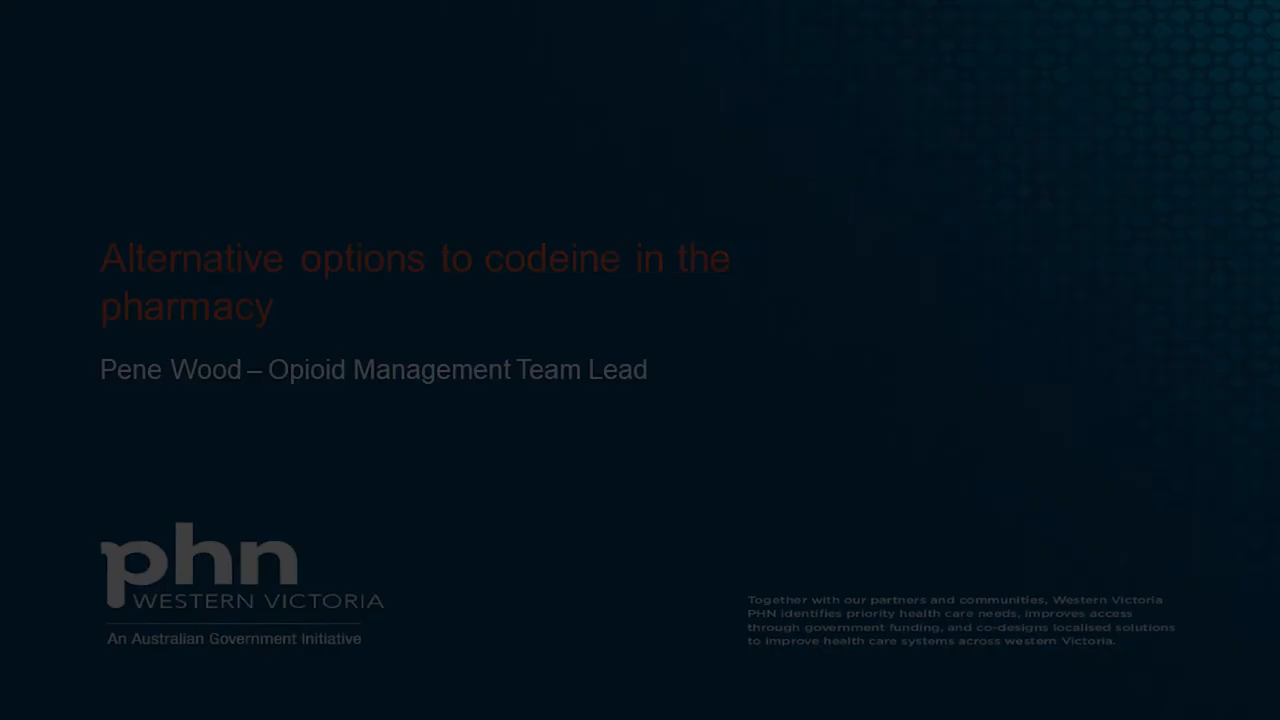 Alternative options to codeine in the
pharmacy
Pene Wood – Opioid Management Team Lead
phn
WESTERN VICTORIA
An Australian Government Initiative
Together with our partners and communities, Western Victoria
PHN identifies priority health care needs, improves access
through government funding, and co-designs localised solutions
to improve health care systems across western Victoria.